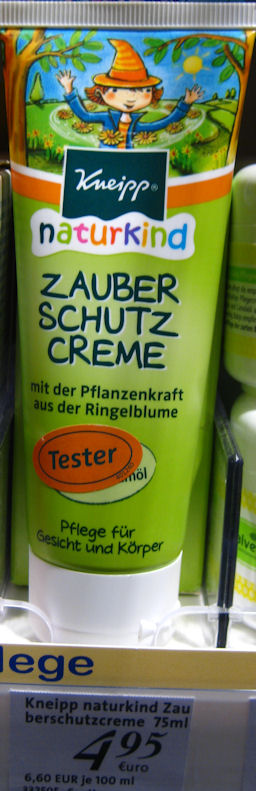 Kneipp®
naturkind
ZAUBER
SCHUTZ
CREME
mit der Pflanzenkraft
aus der Ringelblume
Tester
Pflege für
Gesicht und Körper
lege
Kneipp naturkind Zau
berschutzcreme 75ml
4,95
€uro
6,60 EUR je 100 ml